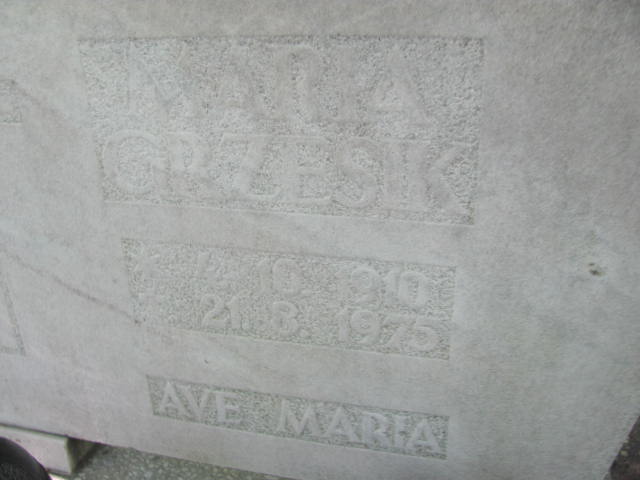 MARIA
GRZESIK
* 14 10 1910
21. 8. 1975
AVE MARIA